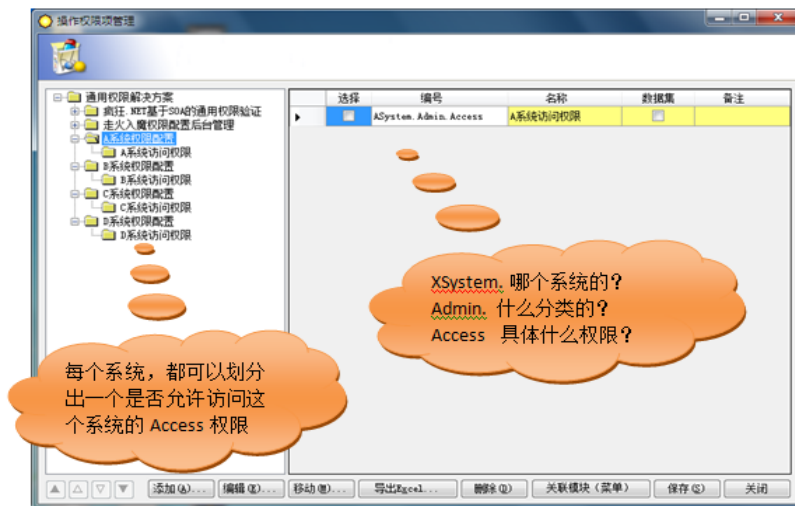 操作权限项管理
通用权限解决方案
疯狂.NET基于SOA的通用权限验证
走火入魔权限配置后台管理
A系统权限配置
A系统访问权限
B系统权限配置
B系统访问权限
C系统权限配置
C系统访问权限
D系统权限配置
D系统访问权限
选择 编号 名称 数据集 备注
ASystem.Admin.Access A系统访问权限
XSystem. 哪个系统的?
Admin. 什么分类的?
Access 具体什么权限?
每个系统，都可以划分
出一个是否允许访问这
个系统的 Access 权限
添加(A)... 编辑(E)... 移动(M)... 导出Excel... 删除(D) 关联模块（菜单） 保存(S) 关闭